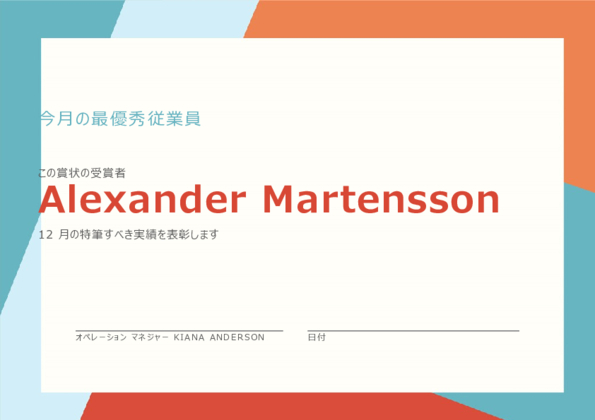 今月の最優秀従業員
この賞状の受賞者
Alexander Martensson
12 月の特筆すべき実績を表彰します
オペレーション マネジャー KIANA ANDERSON
日付